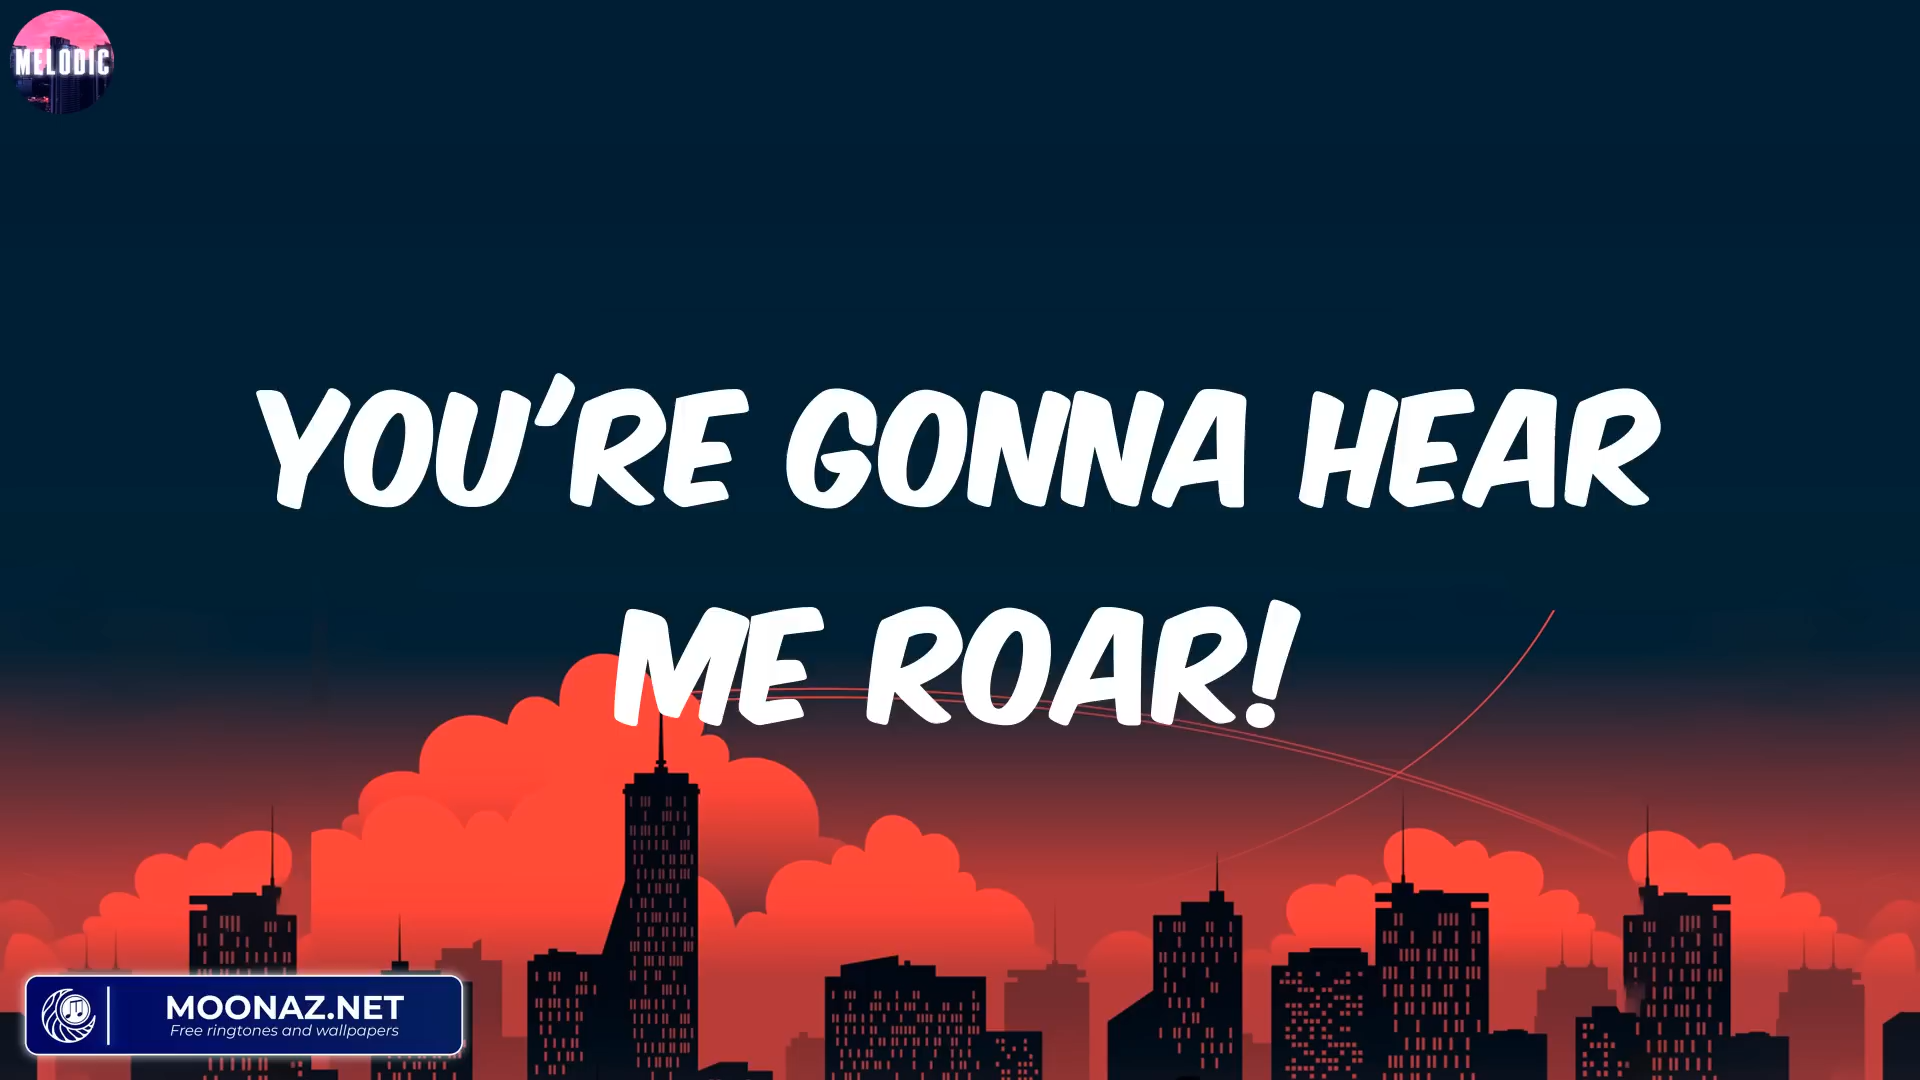 MELODIC
YOU'RE GONNA HEAR
ME ROAR!
MOONAZ.NET
Free ringtones and wallpapers